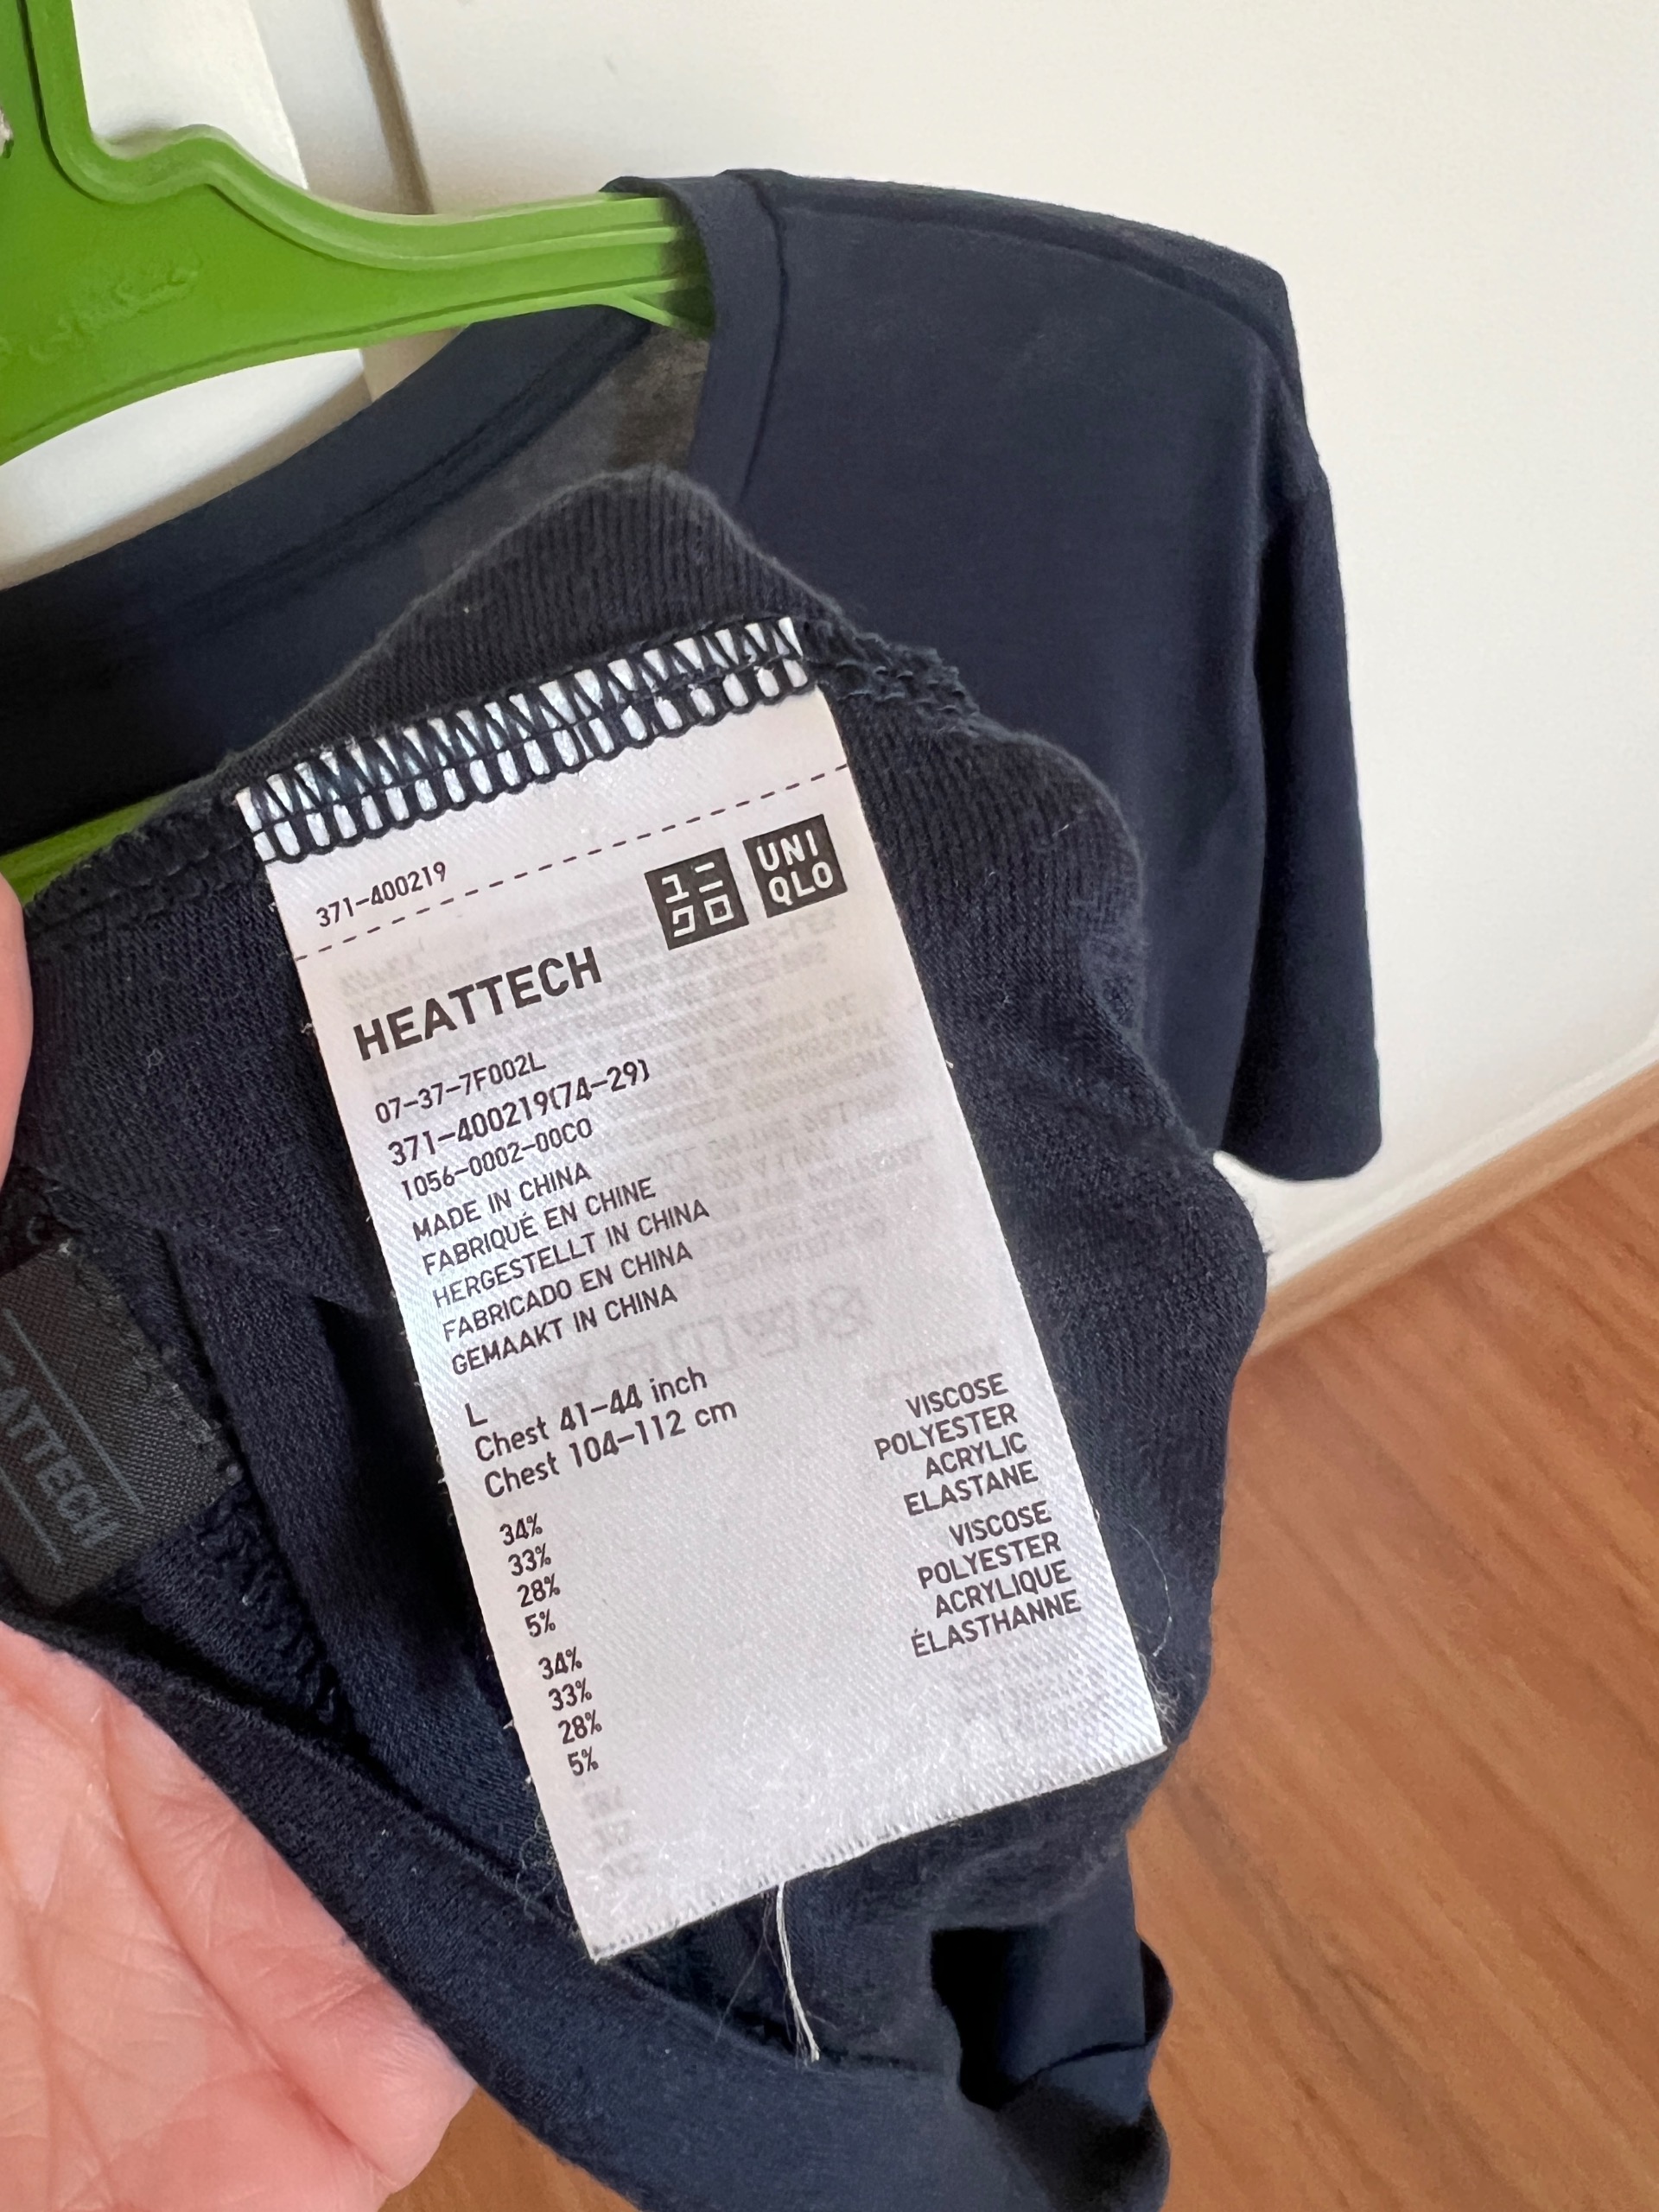 371-400219
ユニ
クロ
UNI
QLO
HEATTECH
07-37-7F002L
371-400219(74-29)
1056-0002-00CO
MADE IN CHINA
FABRIQUÉ EN CHINE
HERGESTELLT IN CHINA
FABRICADO EN CHINA
GEMAAKT IN CHINA
L
Chest 41-44 inch
Chest 104-112 cm
34% VISCOSE
33% POLYESTER
28% ACRYLIC
5% ELASTANE
34% VISCOSE
33% POLYESTER
28% ACRYLIQUE
5% ÉLASTHANNE